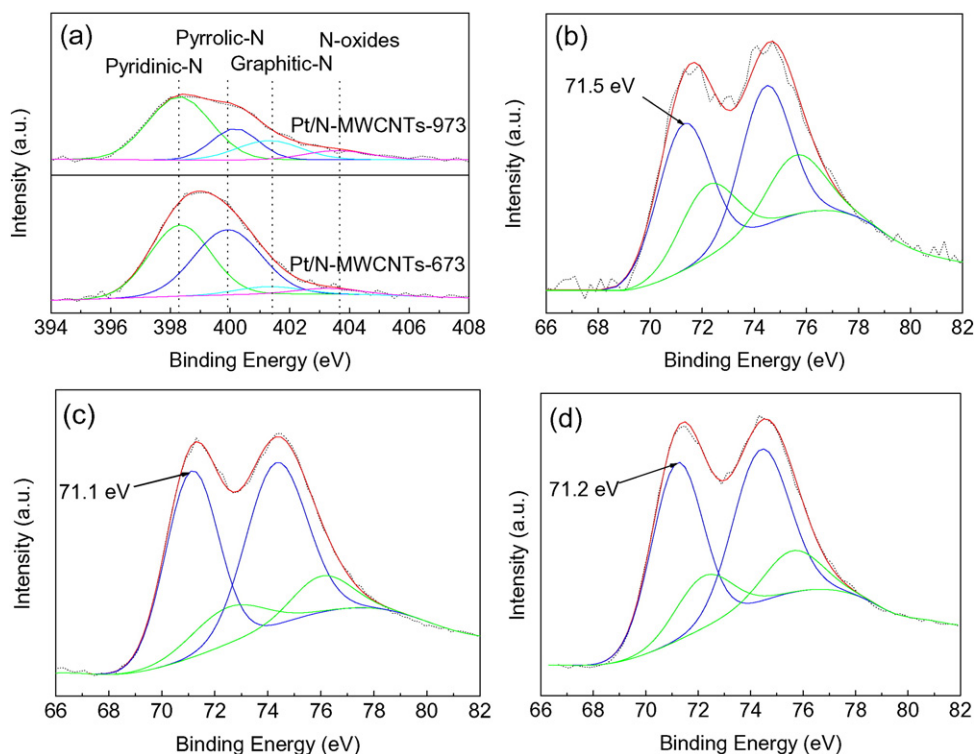 (a)
Pyrrolic-N
N-oxides
Pyridinic-N
Graphitic-N
Pt/N-MWCNTs-973
Pt/N-MWCNTs-673
Intensity (a.u.)
394 396 398 400 402 404 406 408
Binding Energy (eV)
(b)
71.5 eV
Intensity (a.u.)
66 68 70 72 74 76 78 80 82
Binding Energy (eV)
(c)
71.1 eV
Intensity (a.u.)
66 68 70 72 74 76 78 80 82
Binding Energy (eV)
(d)
71.2 eV
Intensity (a.u.)
66 68 70 72 74 76 78 80 82
Binding Energy (eV)